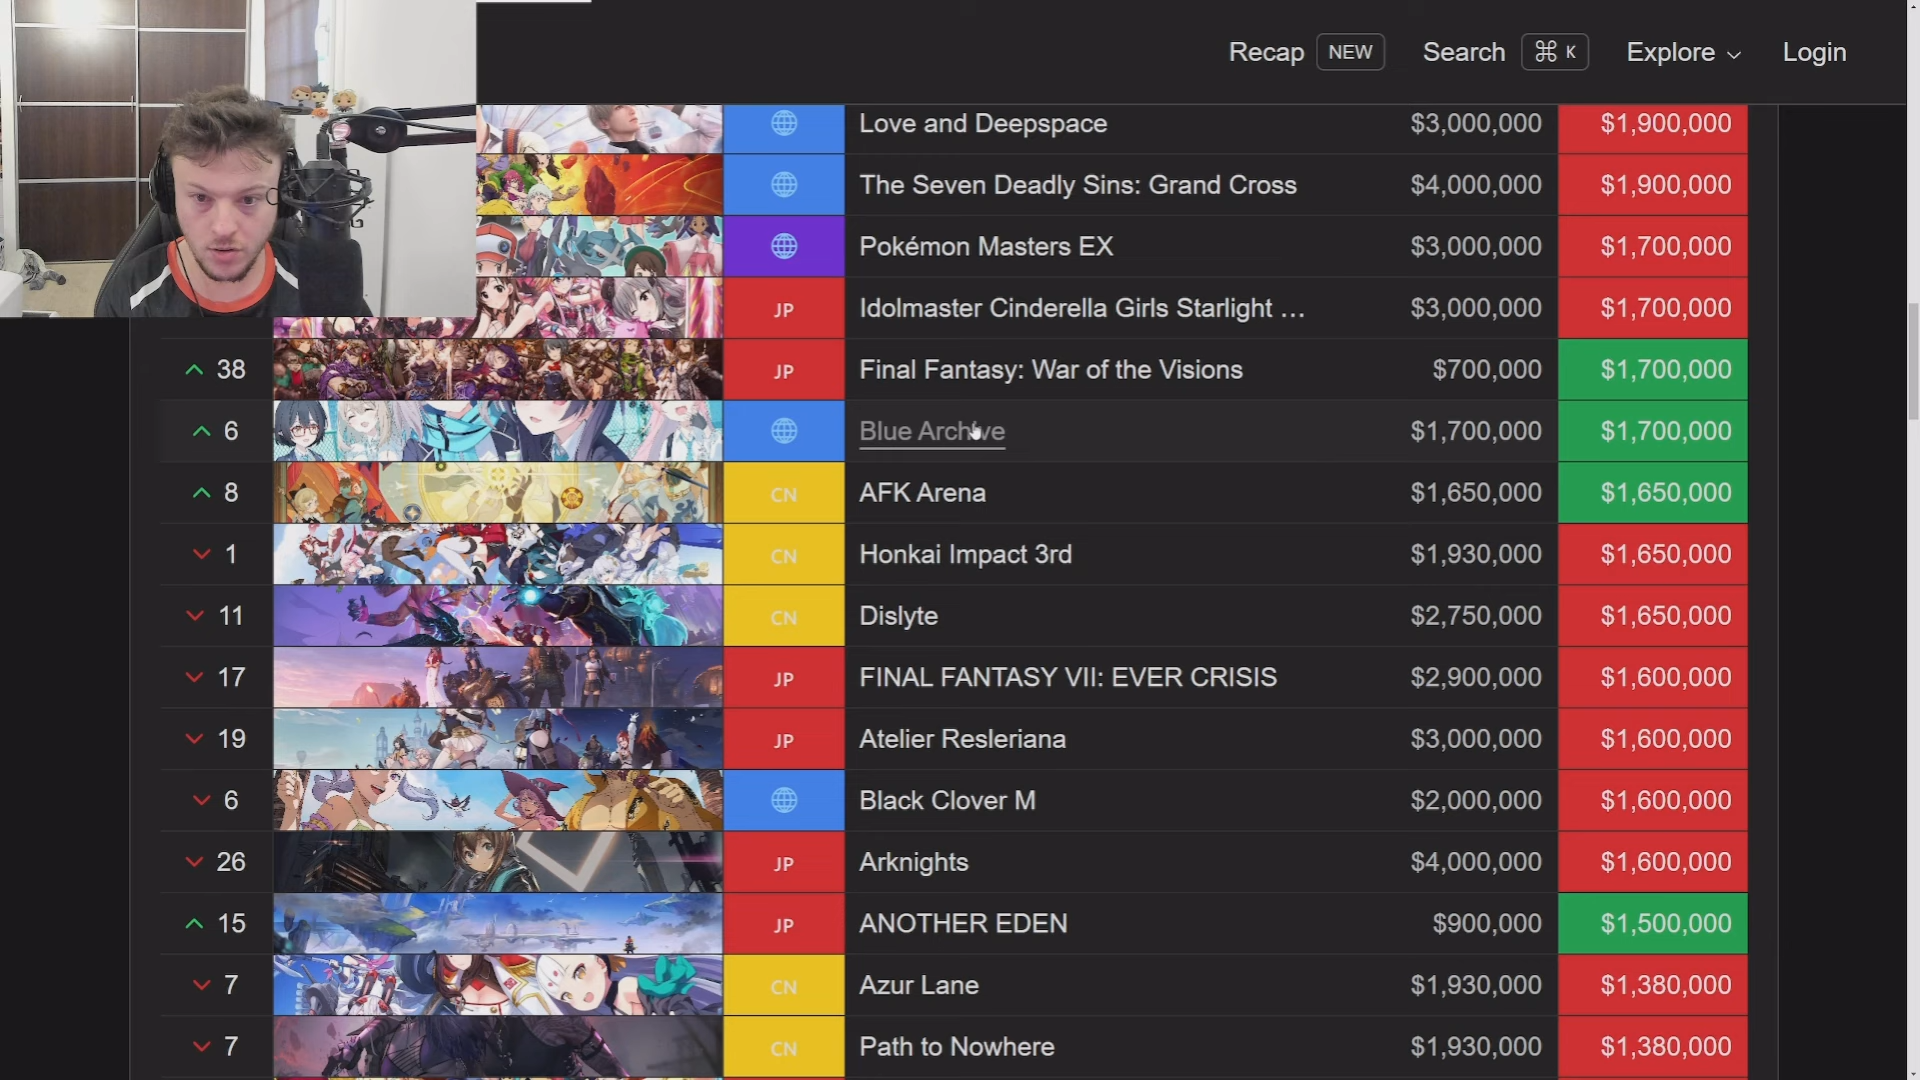 Recap NEW Search ⌘ K Explore Login
Love and Deepspace $3,000,000 $1,900,000
The Seven Deadly Sins: Grand Cross $4,000,000 $1,900,000
Pokémon Masters EX $3,000,000 $1,700,000
JP Idolmaster Cinderella Girls Starlight … $3,000,000 $1,700,000
38 JP Final Fantasy: War of the Visions $700,000 $1,700,000
6 Blue Archive $1,700,000 $1,700,000
8 CN AFK Arena $1,650,000 $1,650,000
1 CN Honkai Impact 3rd $1,930,000 $1,650,000
11 CN Dislyte $2,750,000 $1,650,000
17 JP FINAL FANTASY VII: EVER CRISIS $2,900,000 $1,600,000
19 JP Atelier Resleriana $3,000,000 $1,600,000
6 Black Clover M $2,000,000 $1,600,000
26 JP Arknights $4,000,000 $1,600,000
15 JP ANOTHER EDEN $900,000 $1,500,000
7 CN Azur Lane $1,930,000 $1,380,000
7 CN Path to Nowhere $1,930,000 $1,380,000